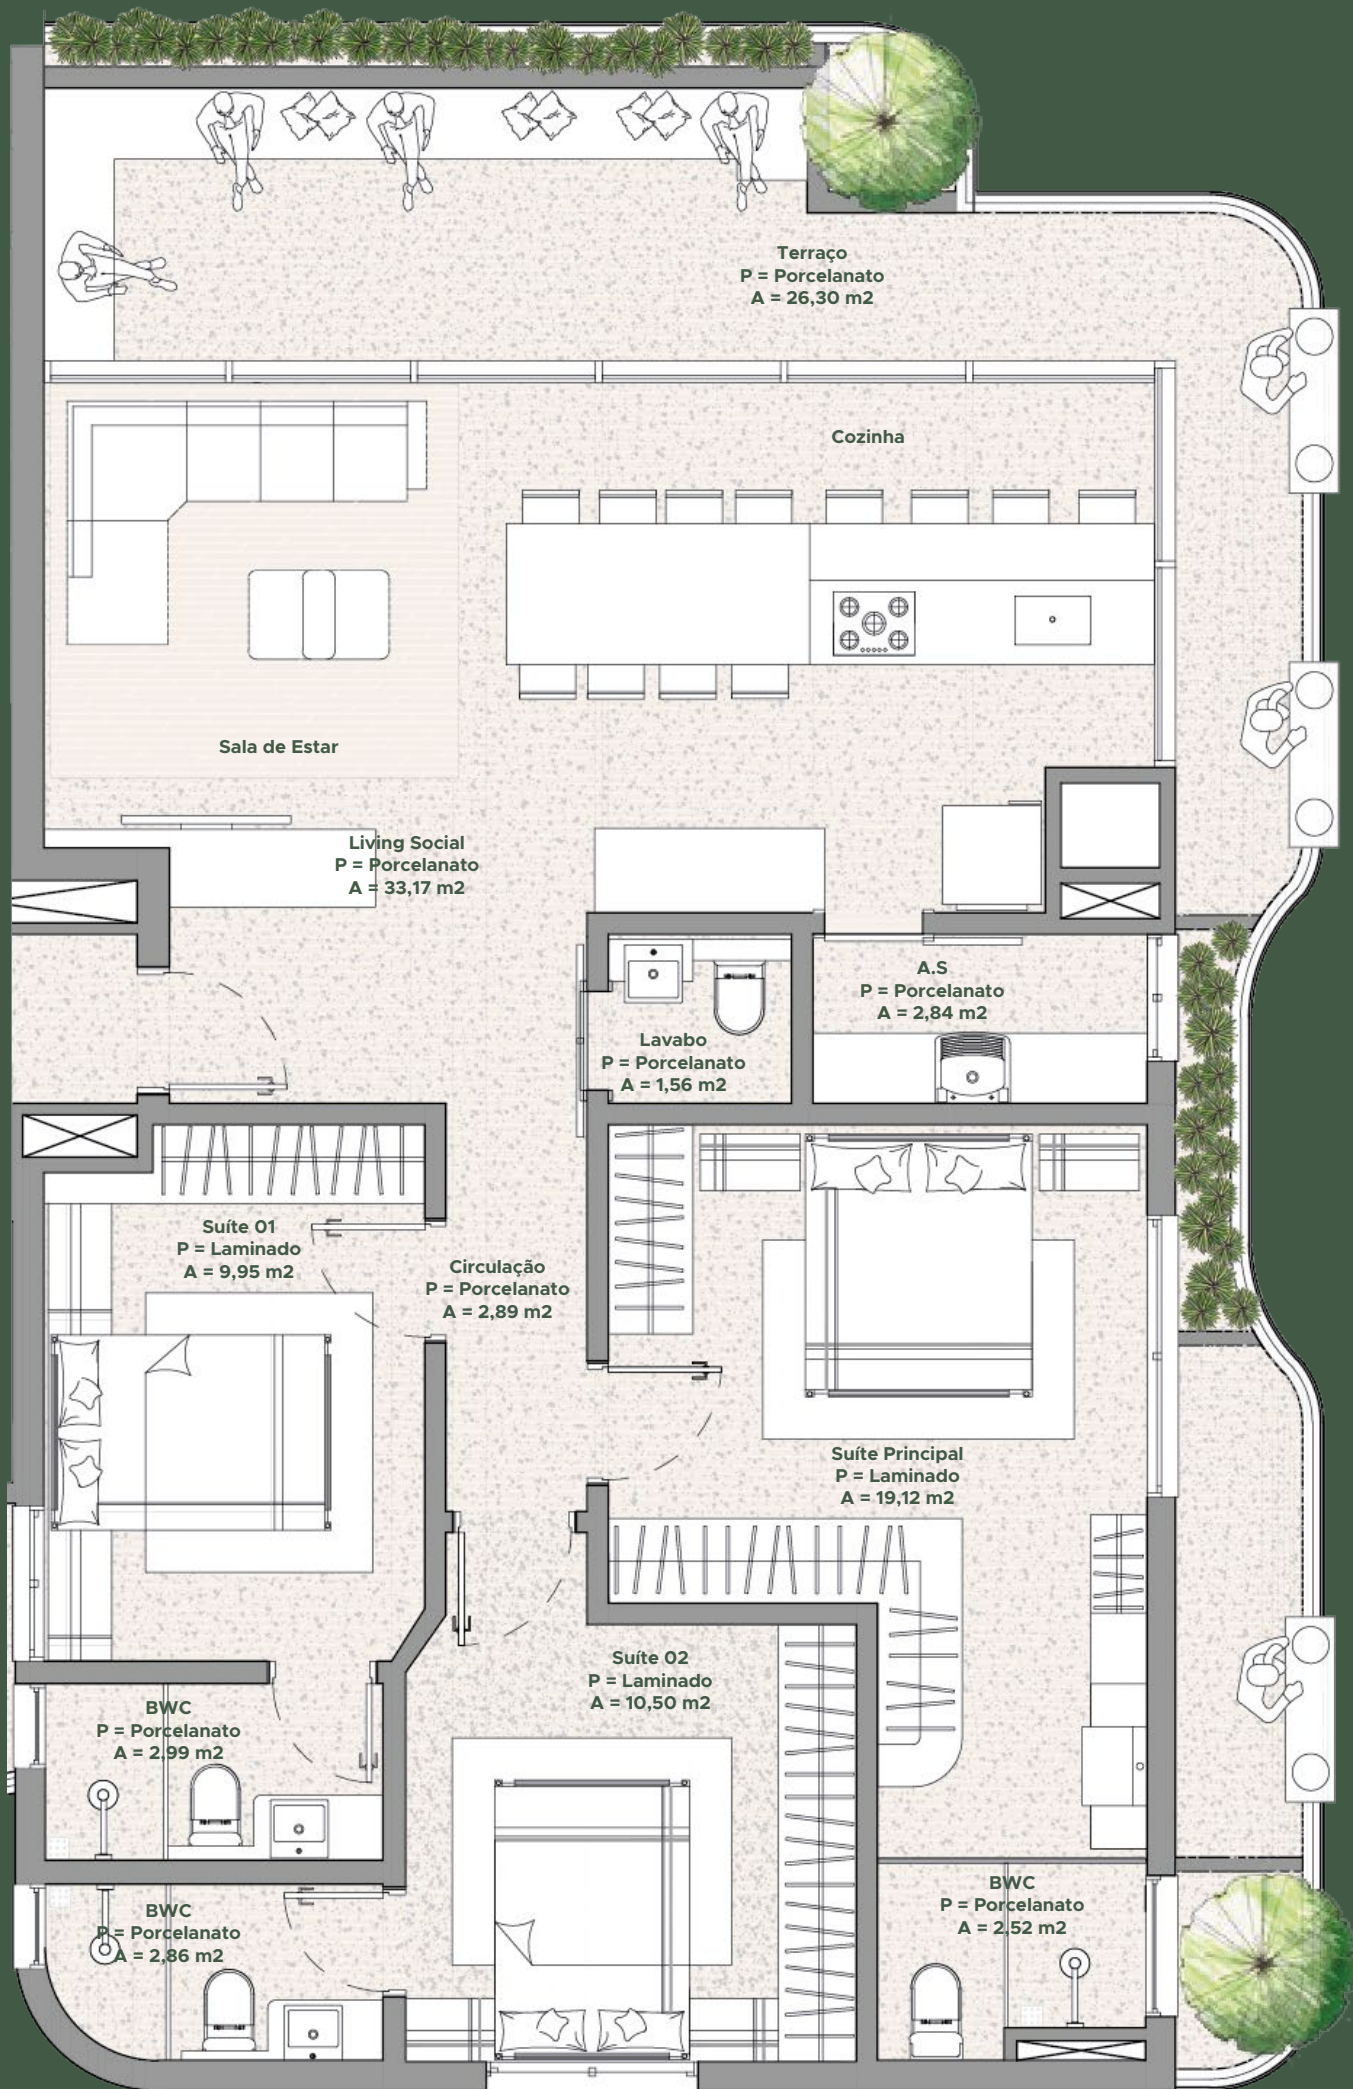 Terraço
P = Porcelanato
A = 26,30 m2
Cozinha
Sala de Estar
Living Social
P = Porcelanato
A = 33,17 m2
A.S
P = Porcelanato
A = 2,84 m2
Lavabo
P = Porcelanato
A = 1,56 m2
Suíte 01
P = Laminado
A = 9,95 m2
Circulação
P = Porcelanato
A = 2,89 m2
Suíte Principal
P = Laminado
A = 19,12 m2
Suíte 02
P = Laminado
A = 10,50 m2
BWC
P = Porcelanato
A = 2,99 m2
BWC
P = Porcelanato
A = 2,52 m2
BWC
P = Porcelanato
A = 2,86 m2